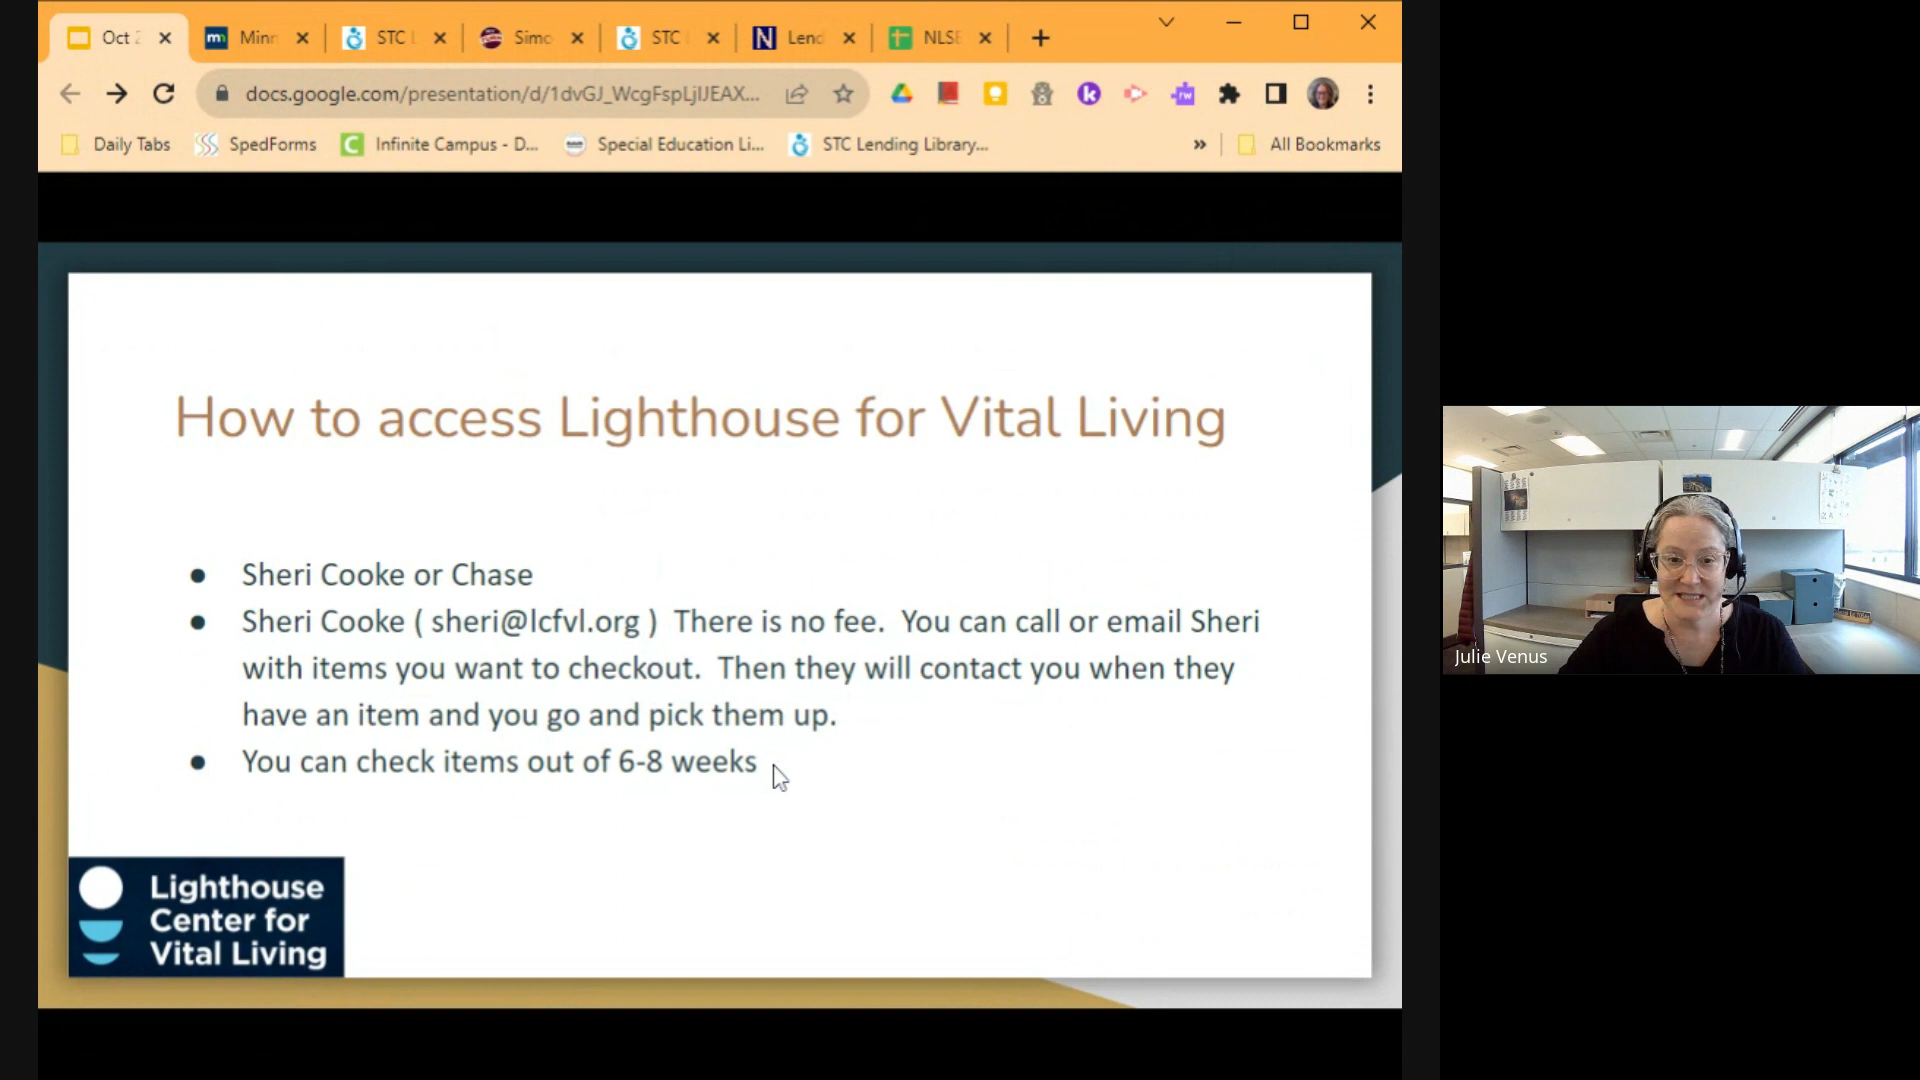 Oct 2
Minn
STC
Simo
STC
Lend
NLSE
docs.google.com/presentation/d/1dvGJ_WcgFspLjlJEAX...
Daily Tabs
SpedForms
Infinite Campus - D...
Special Education Li...
STC Lending Library...
»
All Bookmarks
How to access Lighthouse for Vital Living
● Sheri Cooke or Chase
● Sheri Cooke ( sheri@lcfvl.org )  There is no fee.  You can call or email Sheri
with items you want to checkout.  Then they will contact you when they
have an item and you go and pick them up.
● You can check items out of 6-8 weeks
Lighthouse
Center for
Vital Living
Julie Venus